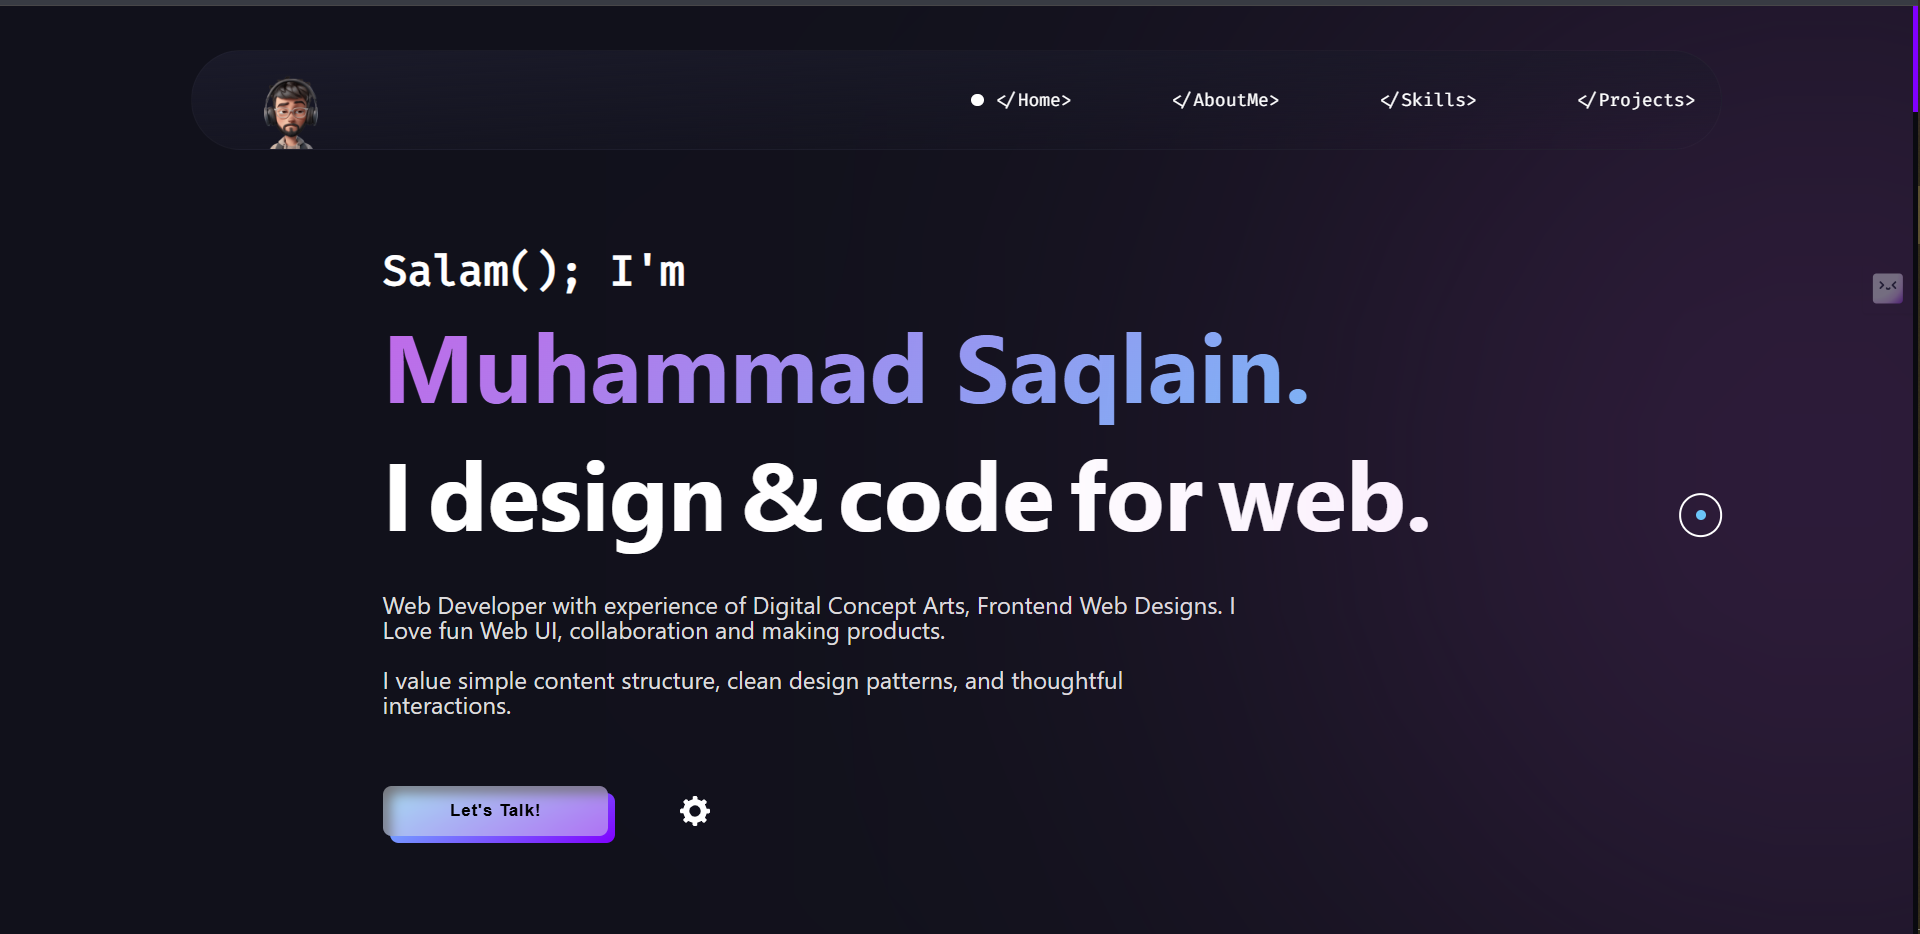 </Home>
</AboutMe>
</Skills>
</Projects>
Salam(); I'm
Muhammad Saqlain.
I design & code for web.
Web Developer with experience of Digital Concept Arts, Frontend Web Designs. I
Love fun Web UI, collaboration and making products.
I value simple content structure, clean design patterns, and thoughtful
interactions.
Let's Talk!